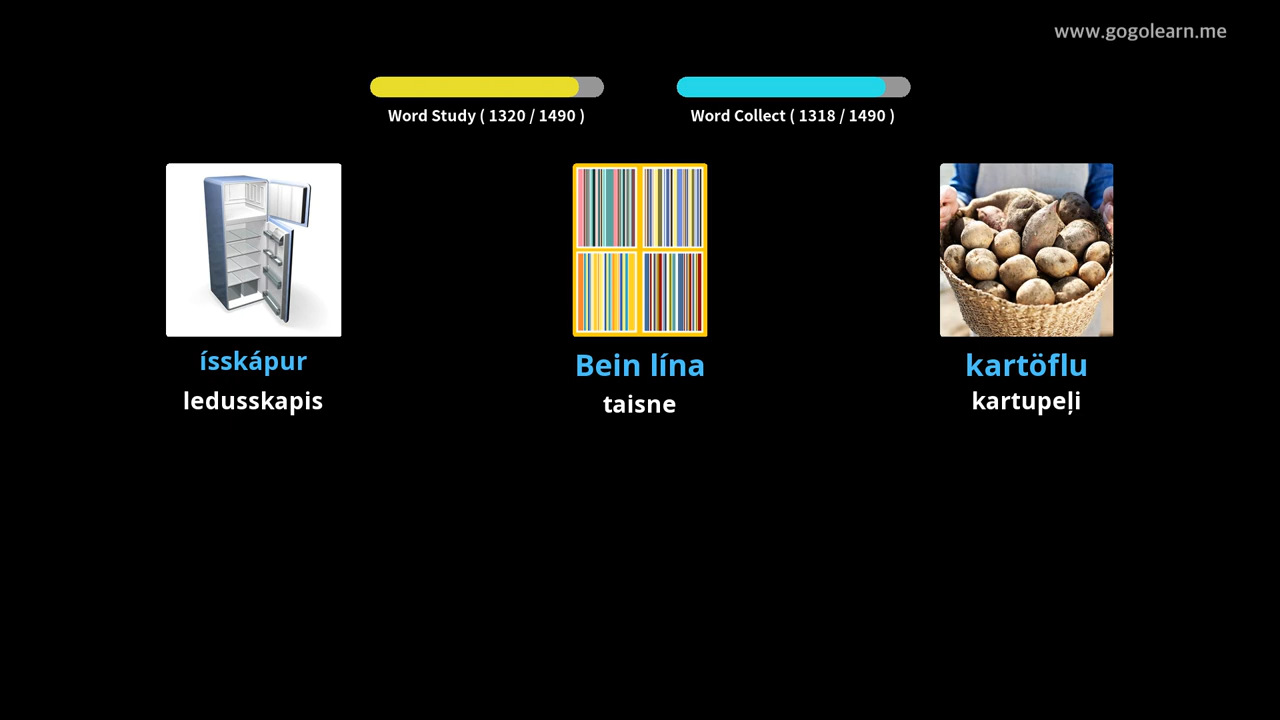 www.gogolearn.me
Word Study ( 1320 / 1490 )
Word Collect ( 1318 / 1490 )
ísskápur
ledusskapis
Bein lína
taisne
kartöflu
kartupeļi